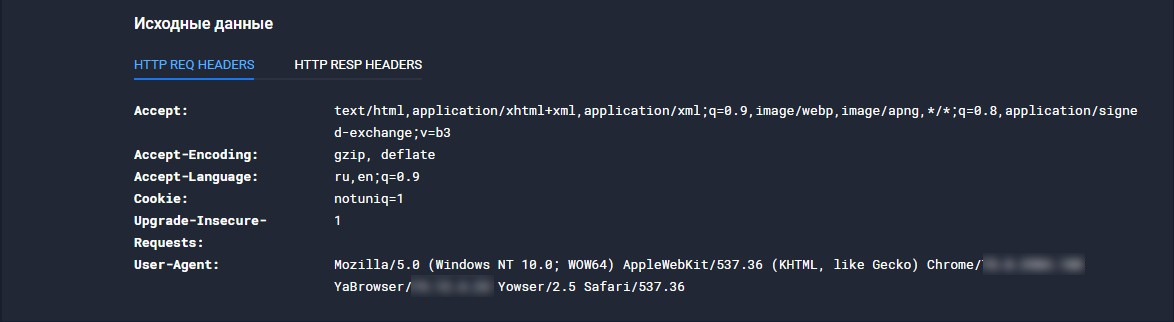 Исходные данные
HTTP REQ HEADERS HTTP RESP HEADERS
Accept: text/html,application/xhtml+xml,application/xml;q=0.9,image/webp,image/apng,*/*;q=0.8,application/signe
d-exchange;v=b3
Accept-Encoding: gzip, deflate
Accept-Language: ru,en;q=0.9
Cookie: notuniq=1
Upgrade-Insecure- 1
Requests:
User-Agent: Mozilla/5.0 (Windows NT 10.0; WOW64) AppleWebKit/537.36 (KHTML, like Gecko) Chrome/
YaBrowser/ Yowser/2.5 Safari/537.36